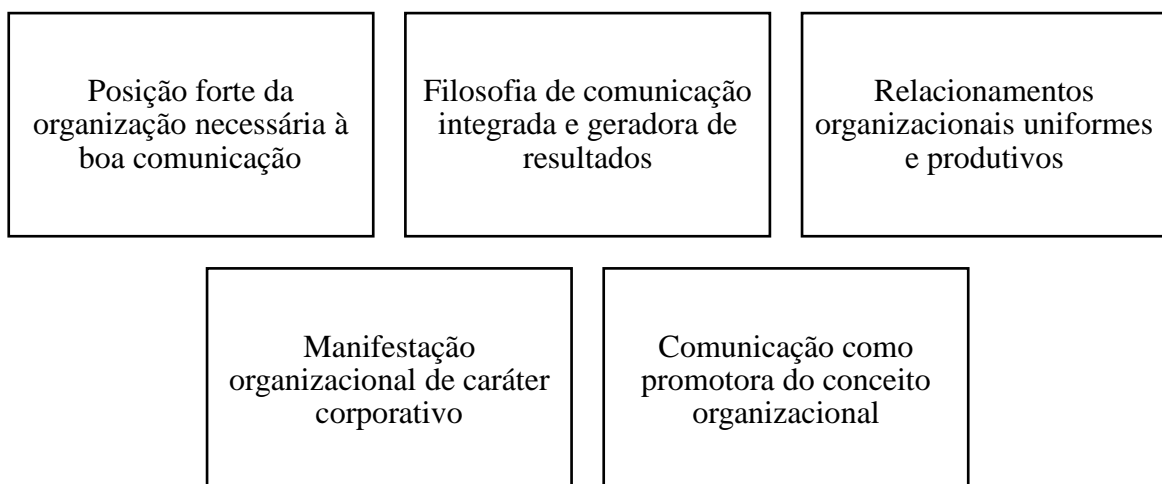 Posição forte da
organização necessária à
boa comunicação
Filosofia de comunicação
integrada e geradora de
resultados
Relacionamentos
organizacionais uniformes
e produtivos
Manifestação
organizacional de caráter
corporativo
Comunicação como
promotora do conceito
organizacional